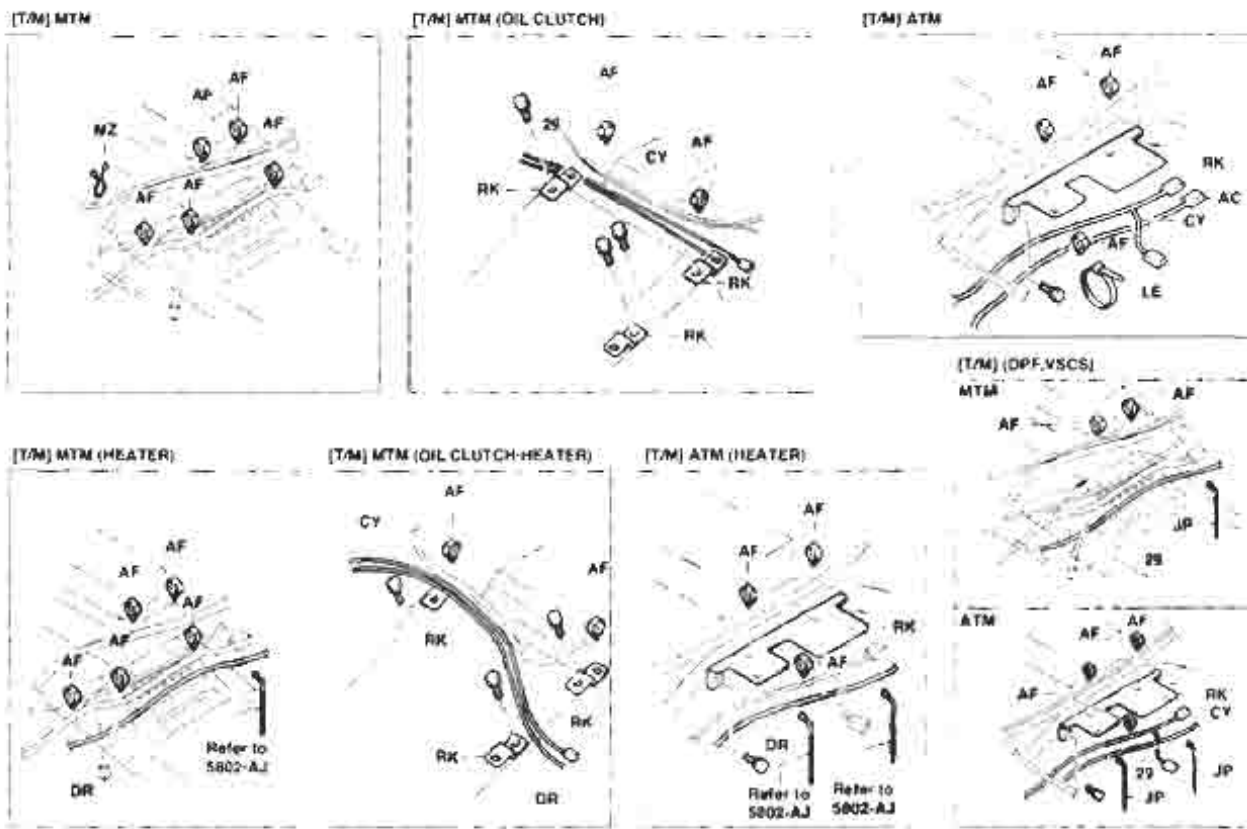 [T/M] MTM
AF
AF
AF
MZ
AF
AF
[T/M] MTM (OIL CLUTCH)
AF
29
CY
AF
RK
RK
RK
[T/M] ATM
AF
AF
RK
AC
CY
AF
LE
[T/M] (DPF,VSCS)
MTM
AF
AF
JP
29
ATM
AF
AF
AF
RK
CY
29
JP
JP
[T/M] MTM (HEATER)
AF
AF
AF
AF
AF
Refer to
5802-AJ
DR
[T/M] MTM (OIL CLUTCH-HEATER)
AF
CY
AF
RK
RK
RK
DR
[T/M] ATM (HEATER)
AF
AF
RK
AF
DR
Refer to
5802-AJ
Refer to
5802-AJ